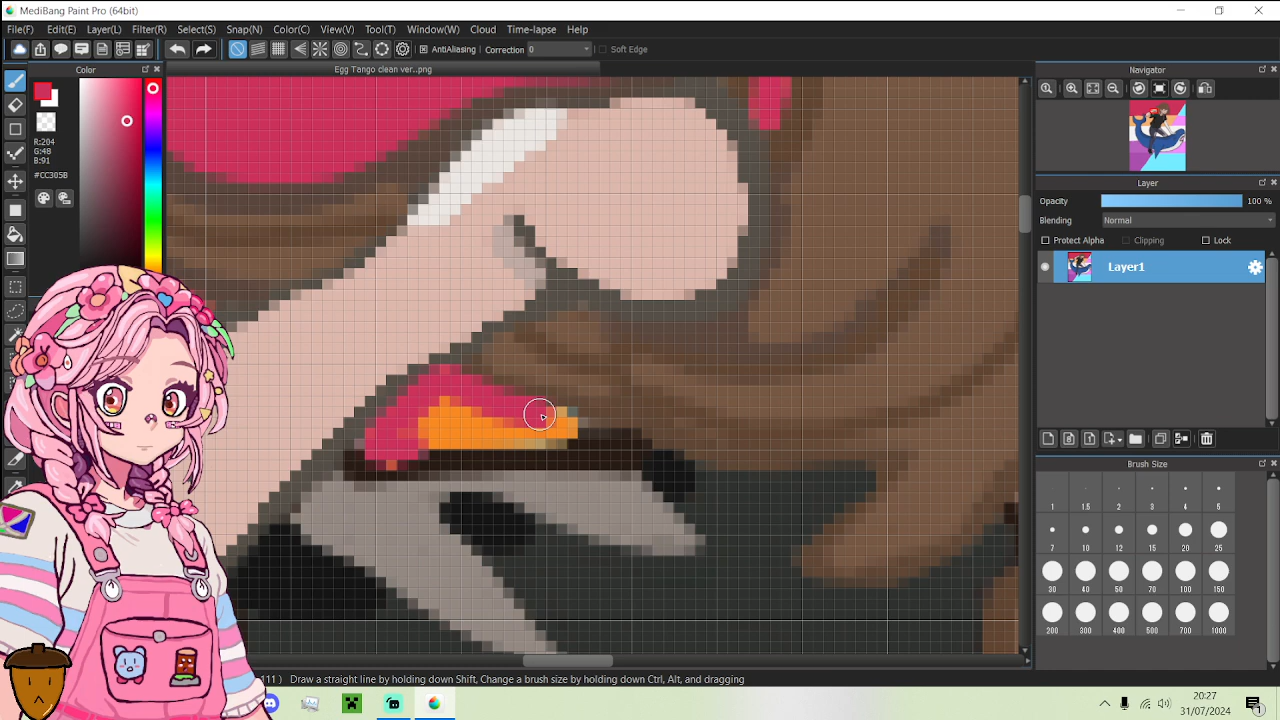 MediBang Paint Pro (64bit)
File(F) Edit(E) Layer(L) Filter(R) Select(S) Snap(N) Color(C) View(V) Tool(T) Window(W) Cloud Time-lapse Help
AntiAliasing Correction 0 Soft Edge
Color
Egg Tango clean ver..png
Navigator
R:204
G:48
B:91
#CC305B
Layer
Opacity 100 %
Blending Normal
Protect Alpha Clipping Lock
Layer1
Brush Size
1 1.5 2 3 4 5
7 10 12 15 20 25
30 40 50 70 100 150
200 300 400 500 700 1000
111 ) Draw a straight line by holding down Shift, Change a brush size by holding down Ctrl, Alt, and dragging
20:27
31/07/2024